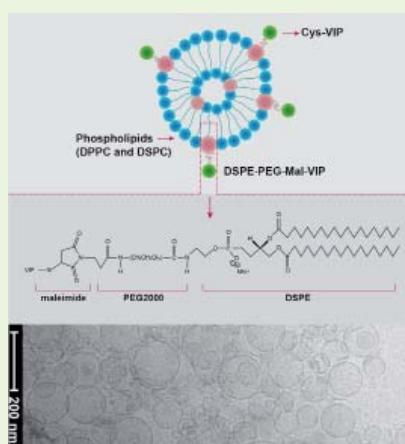 Cys-VIP
Phospholipids
(DPPC and DSPC)
DSPE-PEG-Mal-VIP
VIP
maleimide
PEG2000
DSPE
200 nm